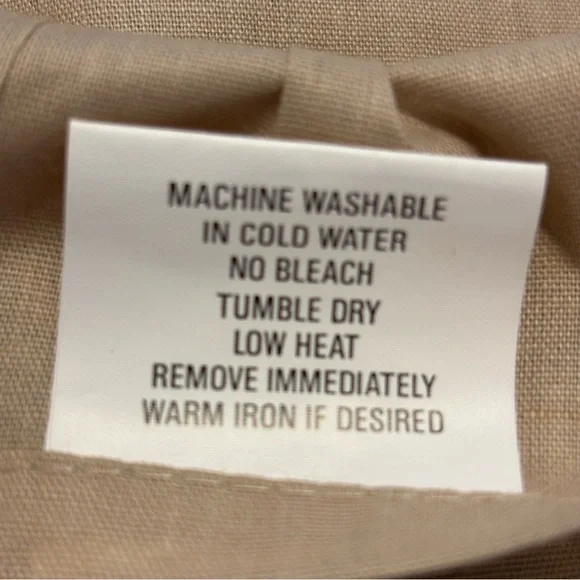 MACHINE WASHABLE
IN COLD WATER
NO BLEACH
TUMBLE DRY
LOW HEAT
REMOVE IMMEDIATELY
WARM IRON IF DESIRED